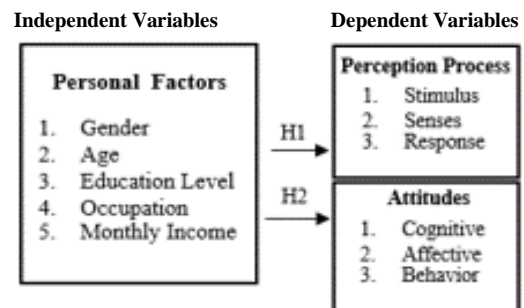 Independent Variables
Dependent Variables
Personal Factors
1. Gender
2. Age
3. Education Level
4. Occupation
5. Monthly Income
H1
H2
Perception Process
1. Stimulus
2. Senses
3. Response
Attitudes
1. Cognitive
2. Affective
3. Behavior